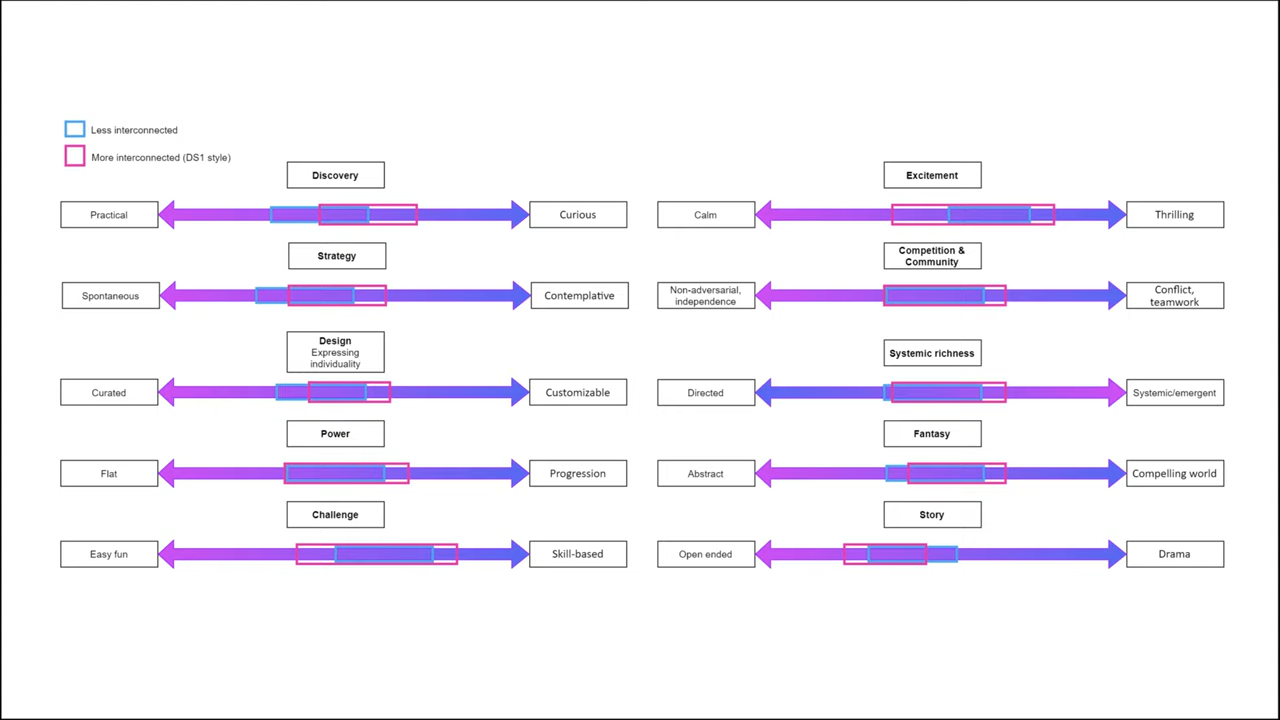 Less interconnected
More interconnected (DS1 style)
Discovery
Practical
Curious
Strategy
Spontaneous
Contemplative
Design
Expressing
individuality
Curated
Customizable
Power
Flat
Progression
Challenge
Easy fun
Skill-based
Excitement
Calm
Thrilling
Competition &
Community
Non-adversarial,
independence
Conflict,
teamwork
Systemic richness
Directed
Systemic/emergent
Fantasy
Abstract
Compelling world
Story
Open ended
Drama